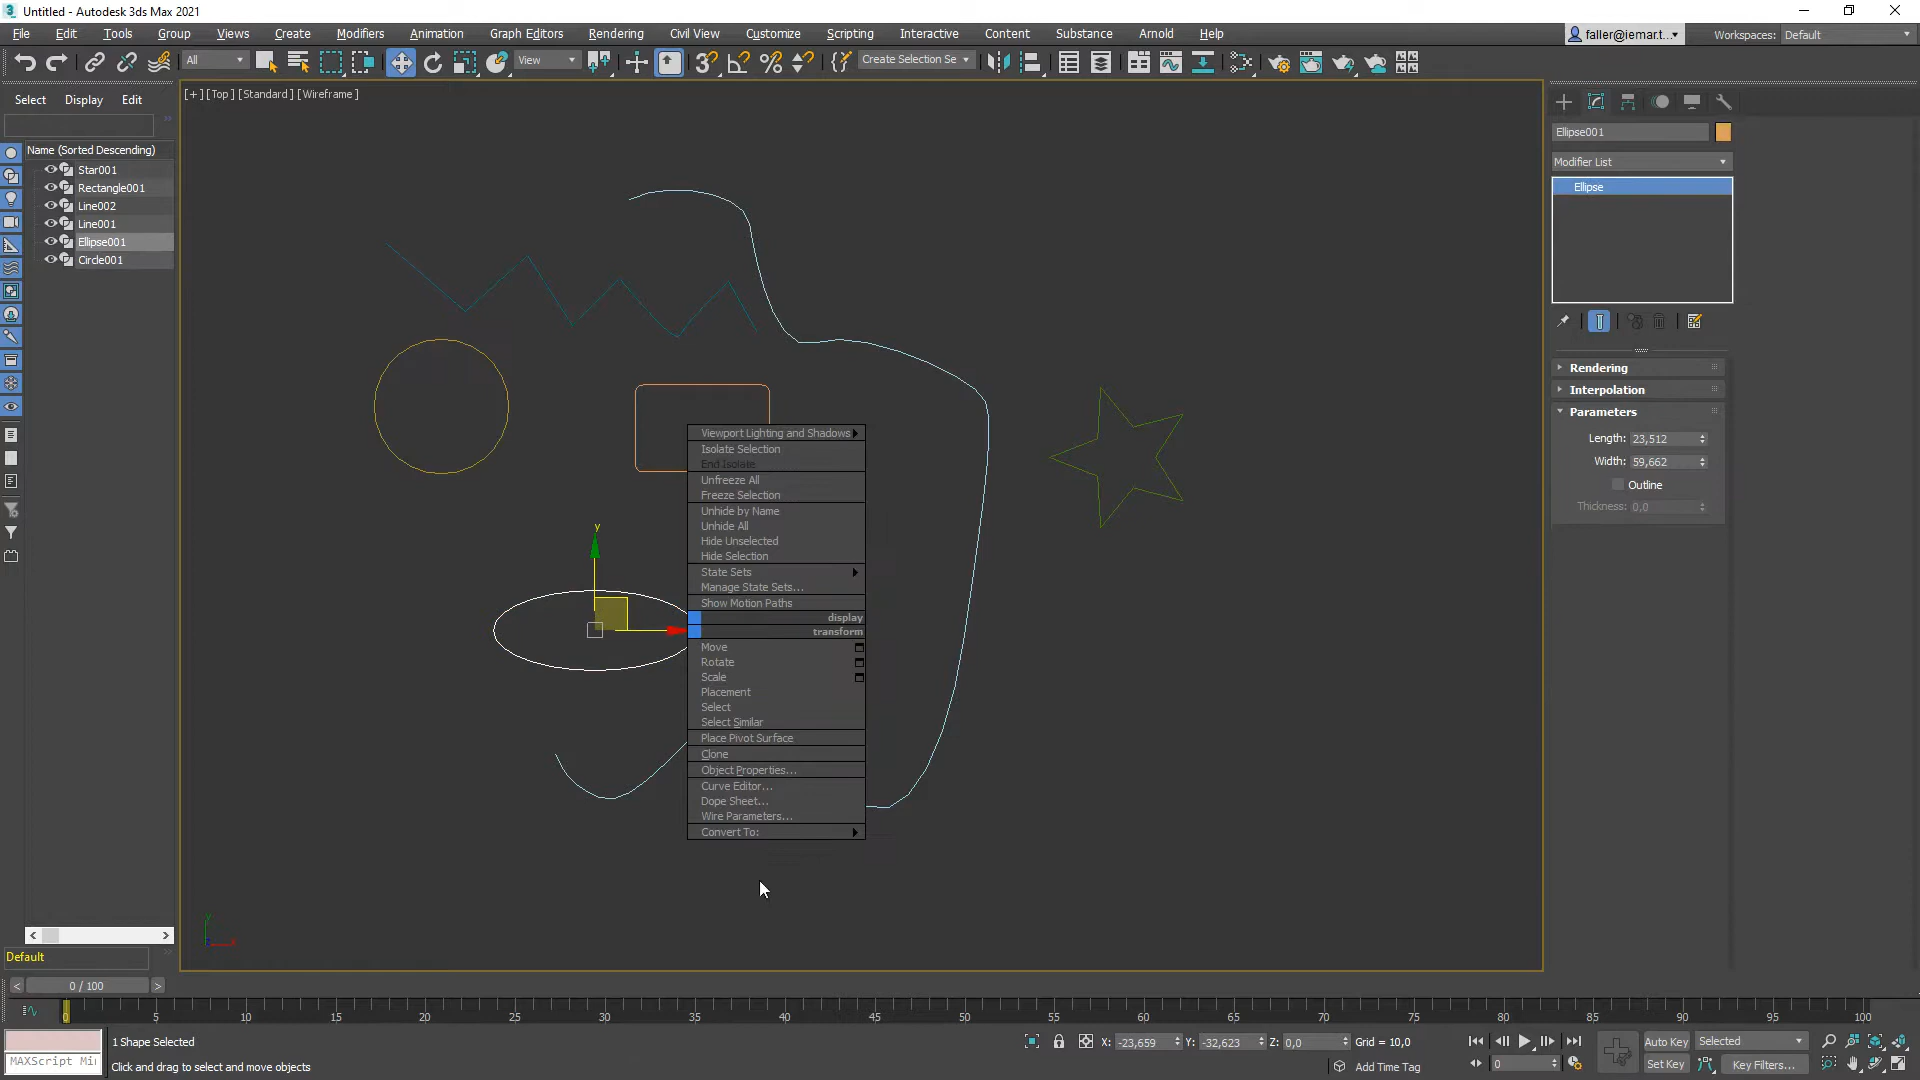 Untitled - Autodesk 3ds Max 2021
File Edit Tools Group Views Create Modifiers Animation Graph Editors Rendering Civil View Customize Scripting Interactive Content Substance Arnold Help
faller@iemar.t... Workspaces: Default
All View Create Selection Se
Select Display Edit
[+] [Top] [Standard] [Wireframe]
Name (Sorted Descending)
Star001
Rectangle001
Line002
Line001
Ellipse001
Circle001
Viewport Lighting and Shadows
Isolate Selection
End Isolate
Unfreeze All
Freeze Selection
Unhide by Name
Unhide All
Hide Unselected
Hide Selection
State Sets
Manage State Sets...
Show Motion Paths
display
transform
Move
Rotate
Scale
Placement
Select
Select Similar
Place Pivot Surface
Clone
Object Properties...
Curve Editor...
Dope Sheet...
Wire Parameters...
Convert To:
y
Ellipse001
Modifier List
Ellipse
Rendering
Interpolation
Parameters
Length: 23,512
Width: 59,662
Outline
Thickness: 0,0
Default
0 / 100
0 5 10 15 20 25 30 35 40 45 50 55 60 65 70 75 80 85 90 95 100
1 Shape Selected
MAXScript Mi
Click and drag to select and move objects
X: -23,659 Y: -32,623 Z: 0,0 Grid = 10,0
Add Time Tag
Auto Key Selected
0
Set Key Key Filters...